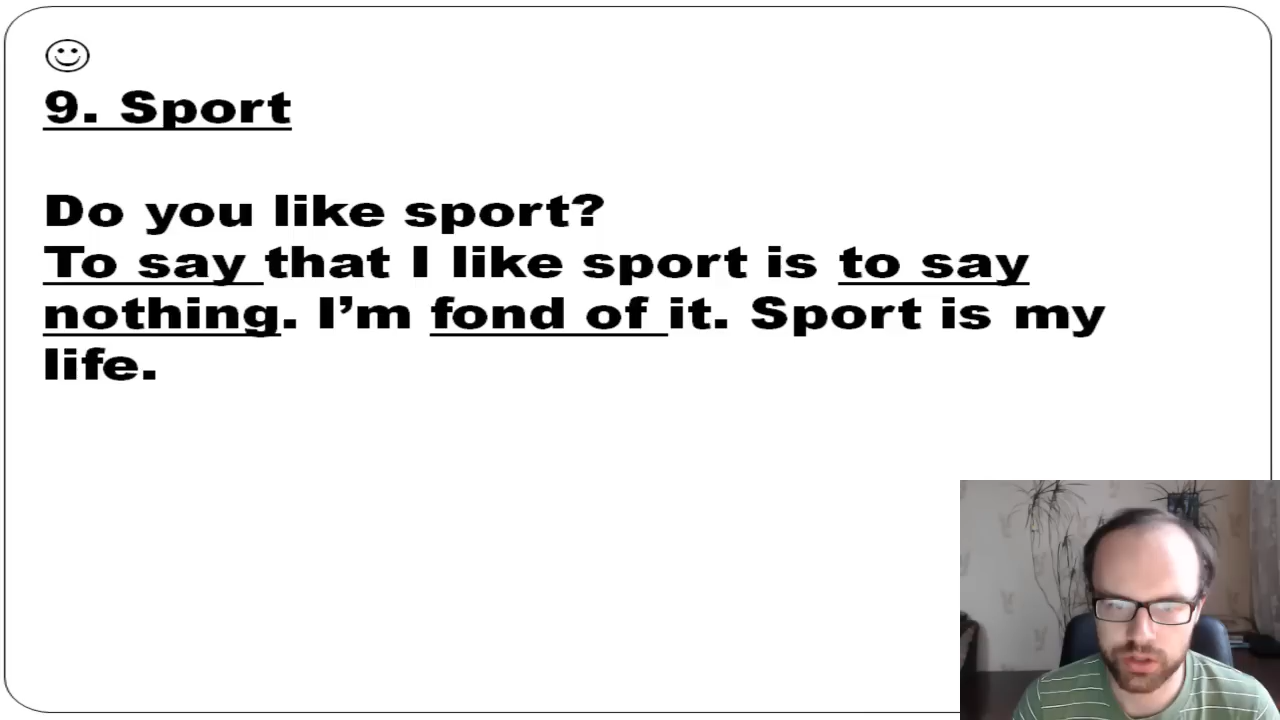 9. Sport
Do you like sport?
To say that I like sport is to say
nothing. I’m fond of it. Sport is my
life.